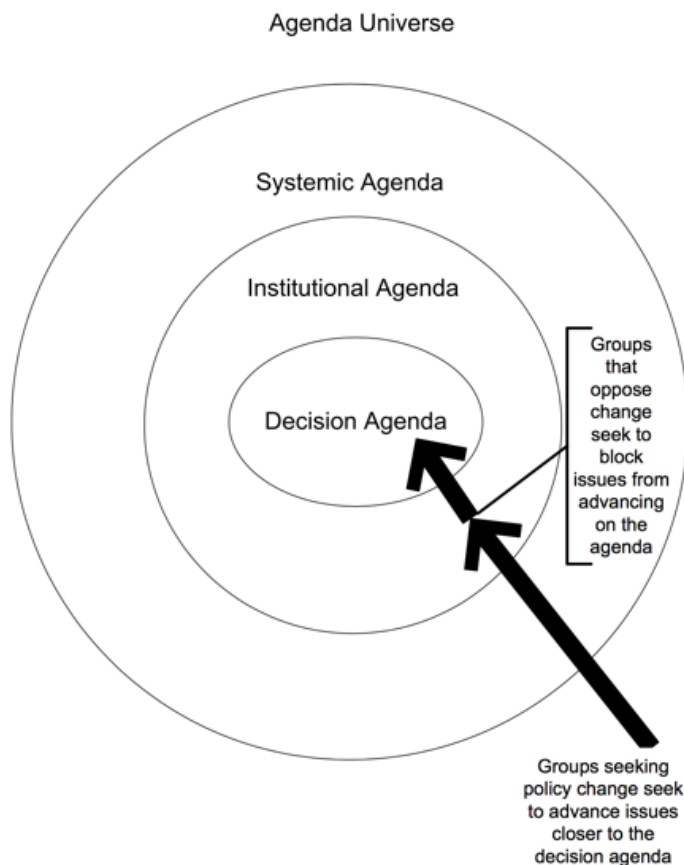 Agenda Universe
Systemic Agenda
Institutional Agenda
Decision Agenda
Groups
that
oppose
change
seek to
block
issues from
advancing
on the
agenda
Groups seeking
policy change seek
to advance issues
closer to the
decision agenda